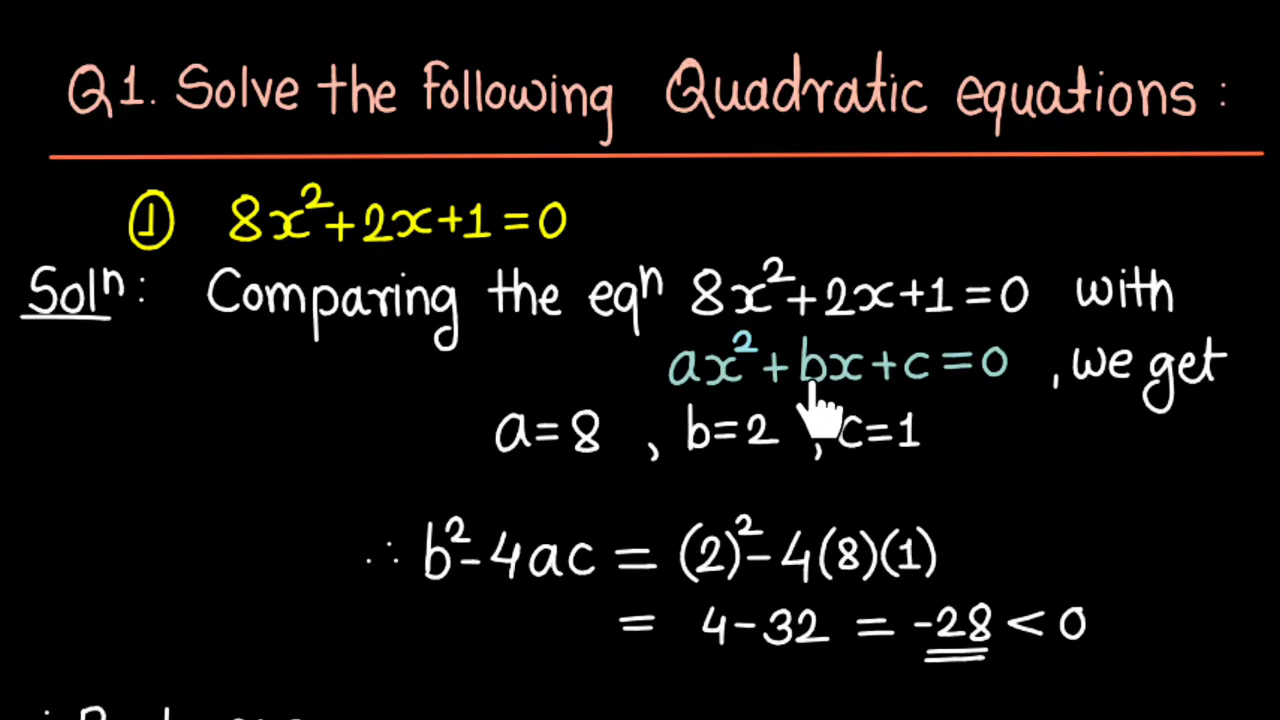 Q1. Solve the following Quadratic equations :
① 8x²+2x+1=0
Solⁿ: Comparing the eqⁿ 8x²+2x+1=0 with
ax²+bx+c=0 , we get
a=8 , b=2 , c=1
∴ b²-4ac = (2)²-4(8)(1)
= 4-32 = -28 < 0